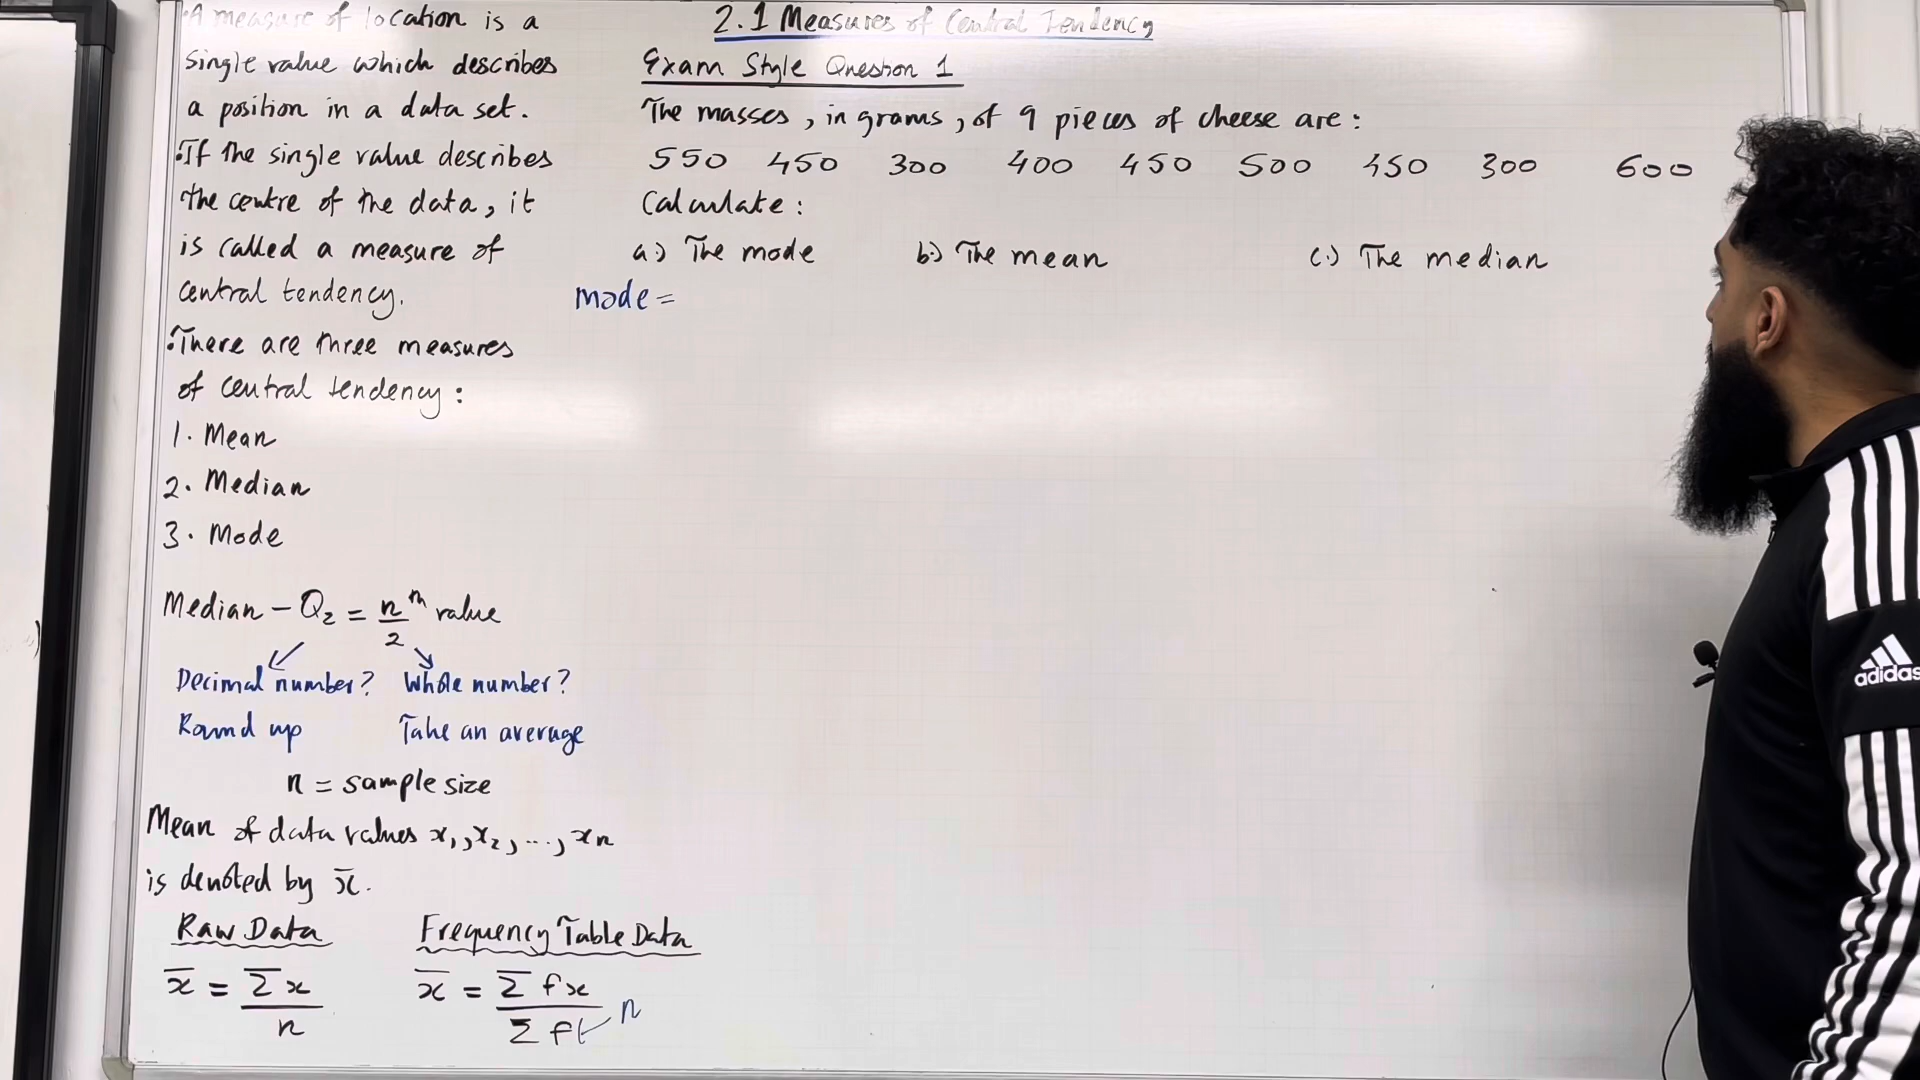 2.1 Measures of Central Tendency
• A measure of location is a
single value which describes
a position in a data set.
• If the single value describes
the centre of the data, it
is called a measure of
central tendency.
• There are three measures
of central tendency:
1. Mean
2. Median
3. Mode
Median - Q₂ = n/2 th value
Decimal number? Whole number?
Round up Take an average
n = sample size
Mean of data values x₁, x₂, ..., xn
is denoted by x̄.
Raw Data Frequency Table Data
x̄ = Σx/n x̄ = Σfx/Σf n
Exam Style Question 1
The masses, in grams, of 9 pieces of cheese are:
550 450 300 400 450 500 450 300 600
Calculate:
a.) The mode b.) The mean c.) The median
mode =
adidas